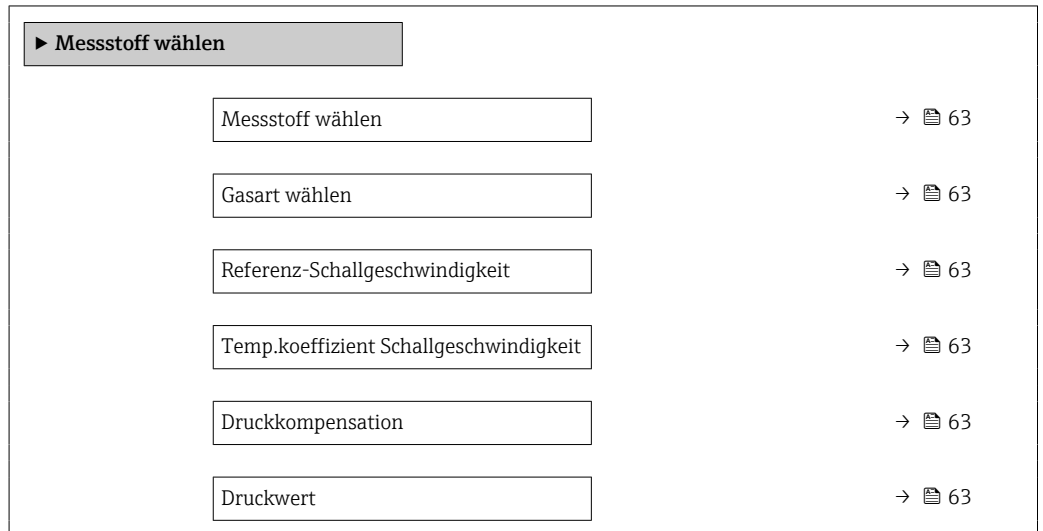 ► Messstoff wählen
Messstoff wählen → 63
Gasart wählen → 63
Referenz-Schallgeschwindigkeit → 63
Temp.koeffizient Schallgeschwindigkeit → 63
Druckkompensation → 63
Druckwert → 63